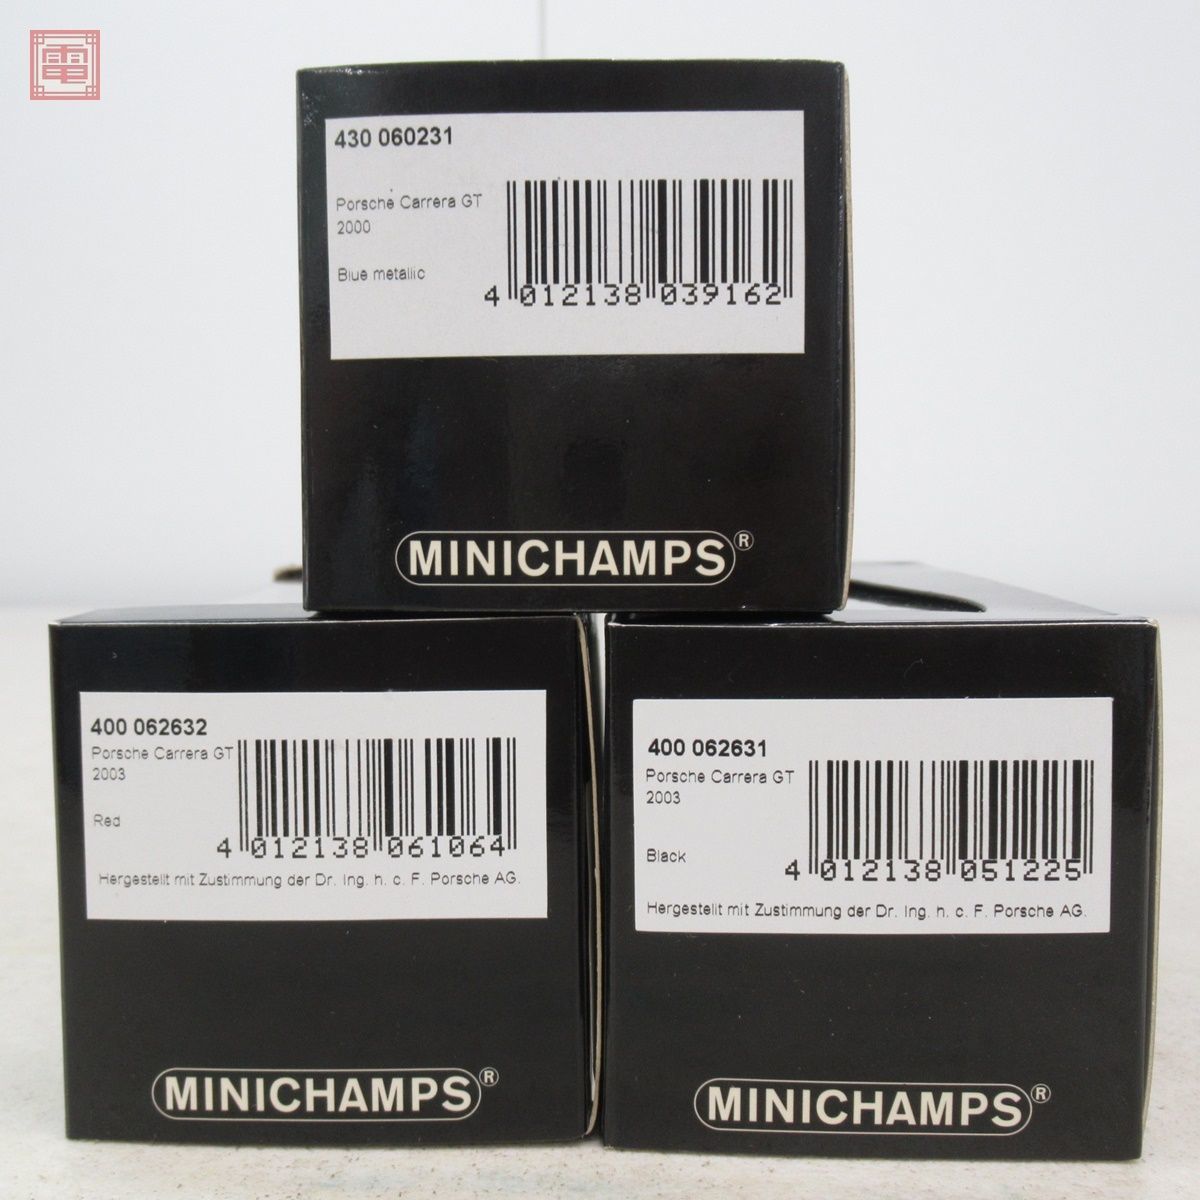 電
430 060231
Porsche Carrera GT
2000
Blue metallic
4 012138 039162
MINICHAMPS®
400 062632
Porsche Carrera GT
2003
Red
4 012138 061064
Hergestellt mit Zustimmung der Dr. Ing. h. c. F. Porsche AG.
MINICHAMPS®
400 062631
Porsche Carrera GT
2003
Black
4 012138 051225
Hergestellt mit Zustimmung der Dr. Ing. h. c. F. Porsche AG.
MINICHAMPS®